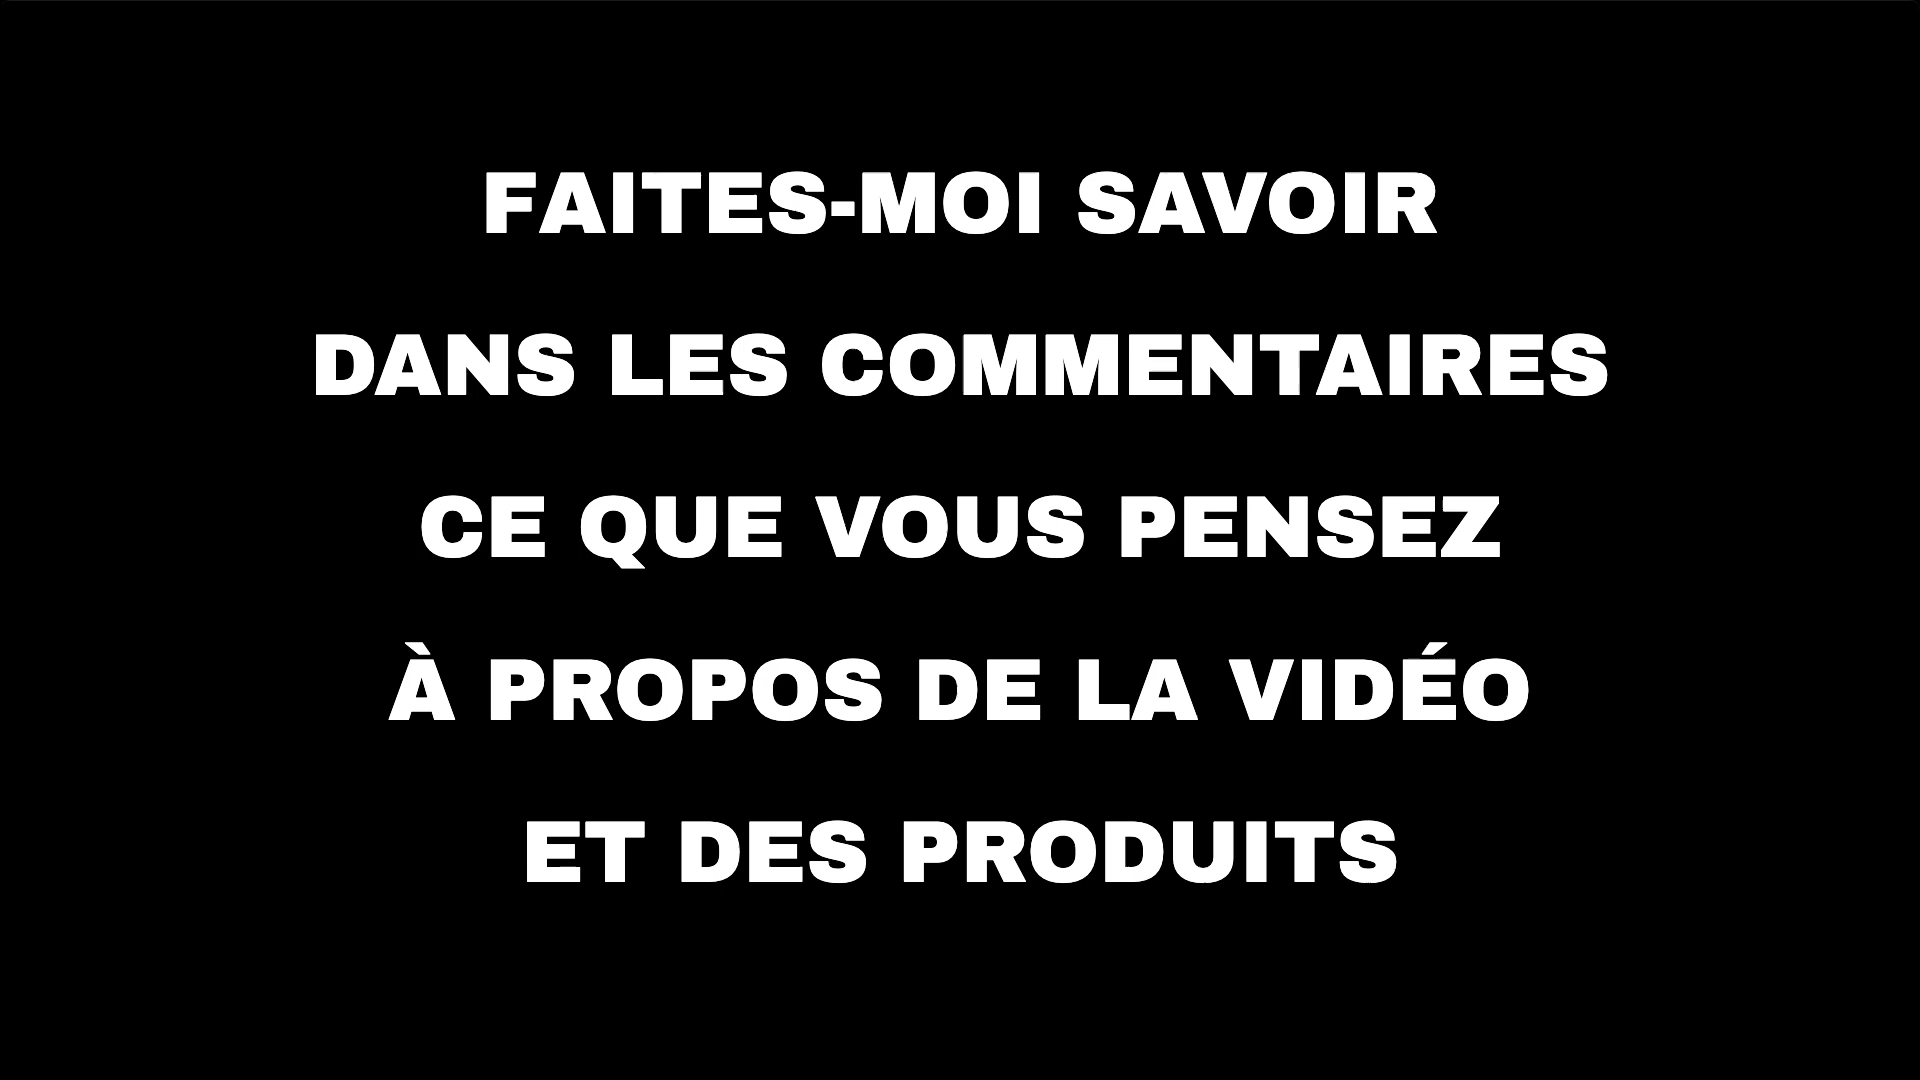 FAITES-MOI SAVOIR
DANS LES COMMENTAIRES
CE QUE VOUS PENSEZ
À PROPOS DE LA VIDÉO
ET DES PRODUITS